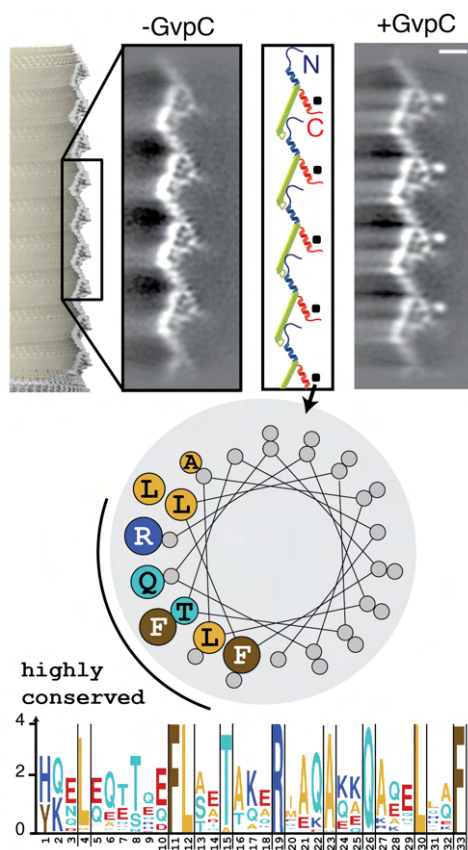 -GvpC +GvpC
N
C
A
L
L
R
Q
T
F
L
F
highly
conserved
4
2
0
H Q E L E Q T T E F L A E T A K E R A Q A K K Q A E E L F
Y K
1 2 3 4 5 6 7 8 9 10 11 12 13 14 15 16 17 18 19 20 21 22 23 24 25 26 27 28 29 30 31 32 33